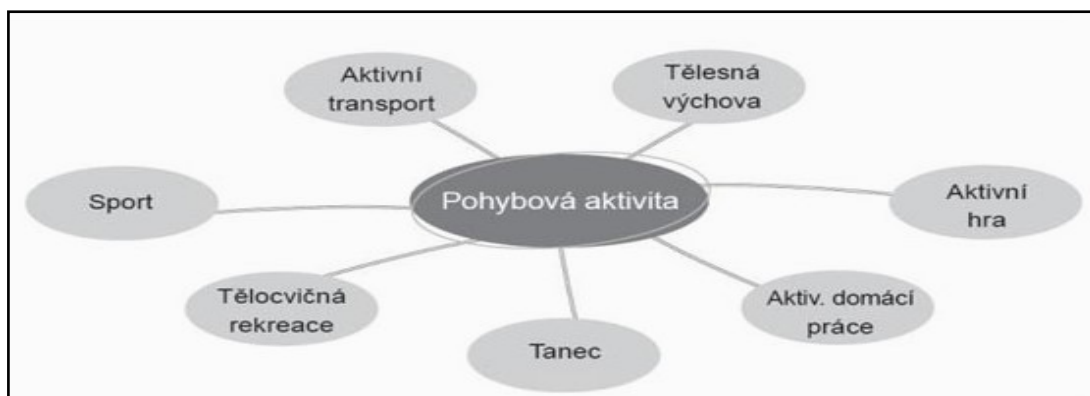 Aktivní
transport
Tělesná
výchova
Sport
Pohybová aktivita
Aktivní
hra
Tělocvičná
rekreace
Tanec
Aktiv. domácí
práce